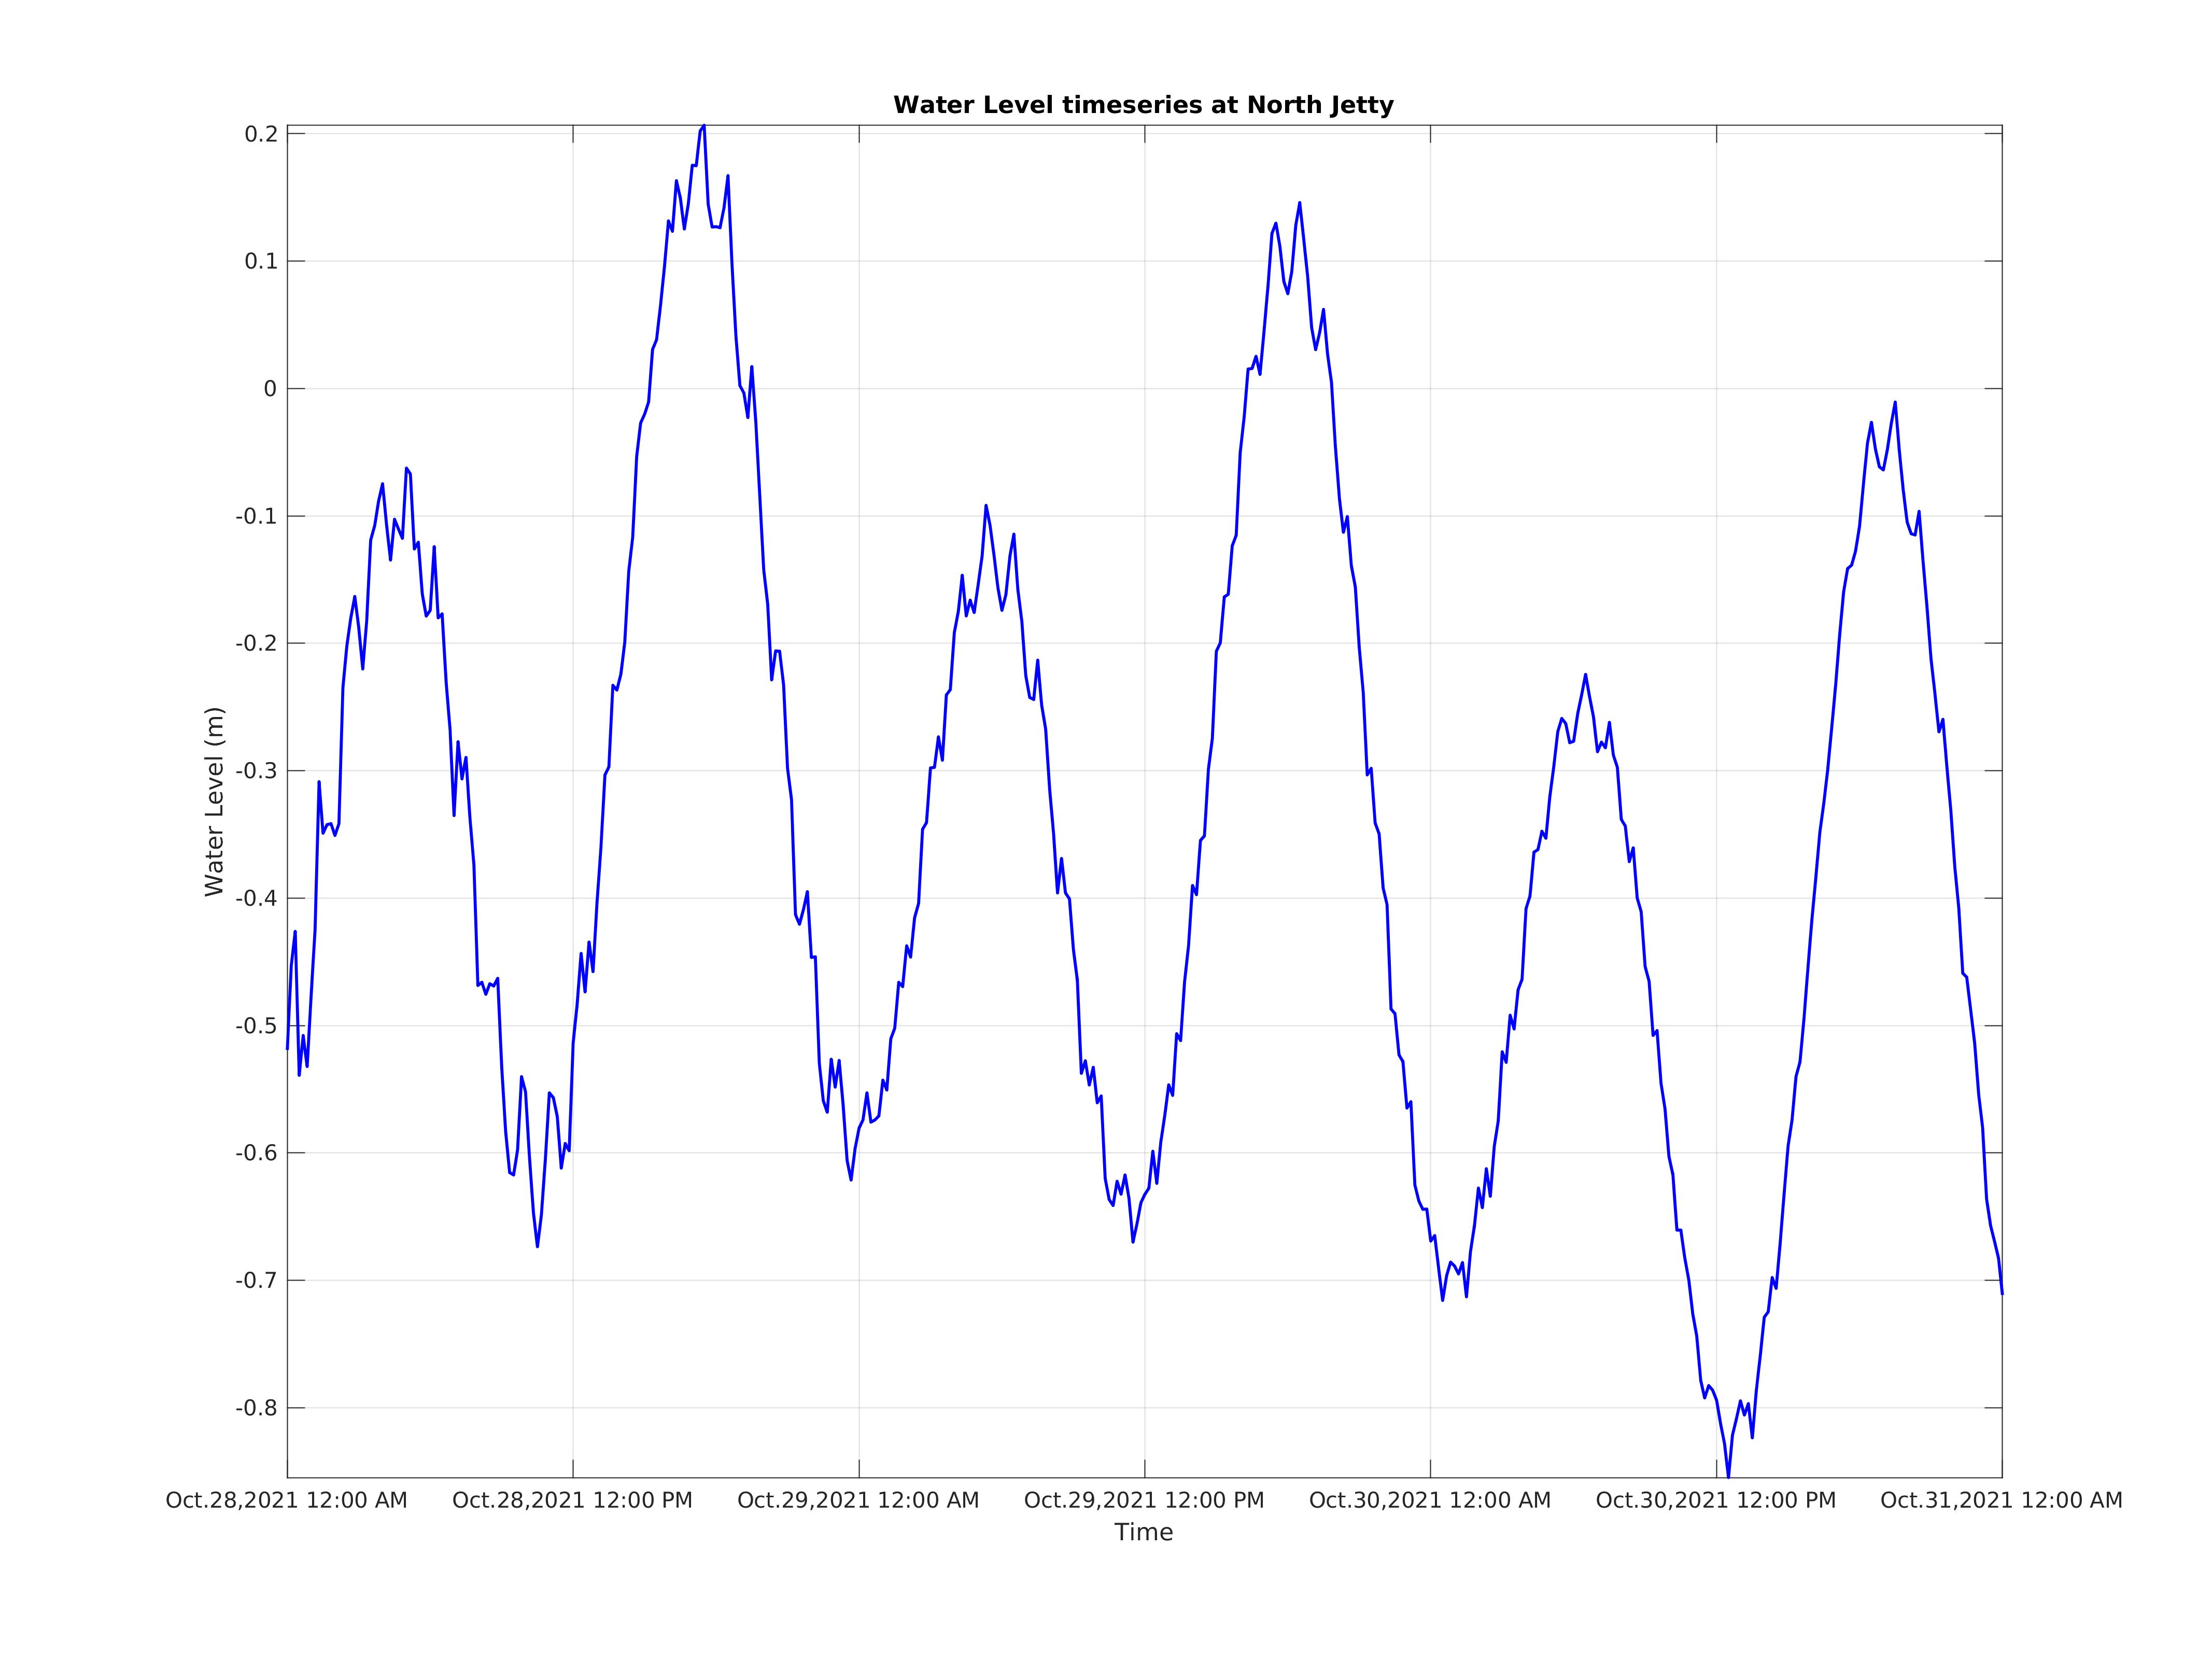 Water Level timeseries at North Jetty
0.2
0.1
0
-0.1
-0.2
-0.3
-0.4
-0.5
-0.6
-0.7
-0.8
Water Level (m)
Oct.28,2021 12:00 AM
Oct.28,2021 12:00 PM
Oct.29,2021 12:00 AM
Oct.29,2021 12:00 PM
Oct.30,2021 12:00 AM
Oct.30,2021 12:00 PM
Oct.31,2021 12:00 AM
Time